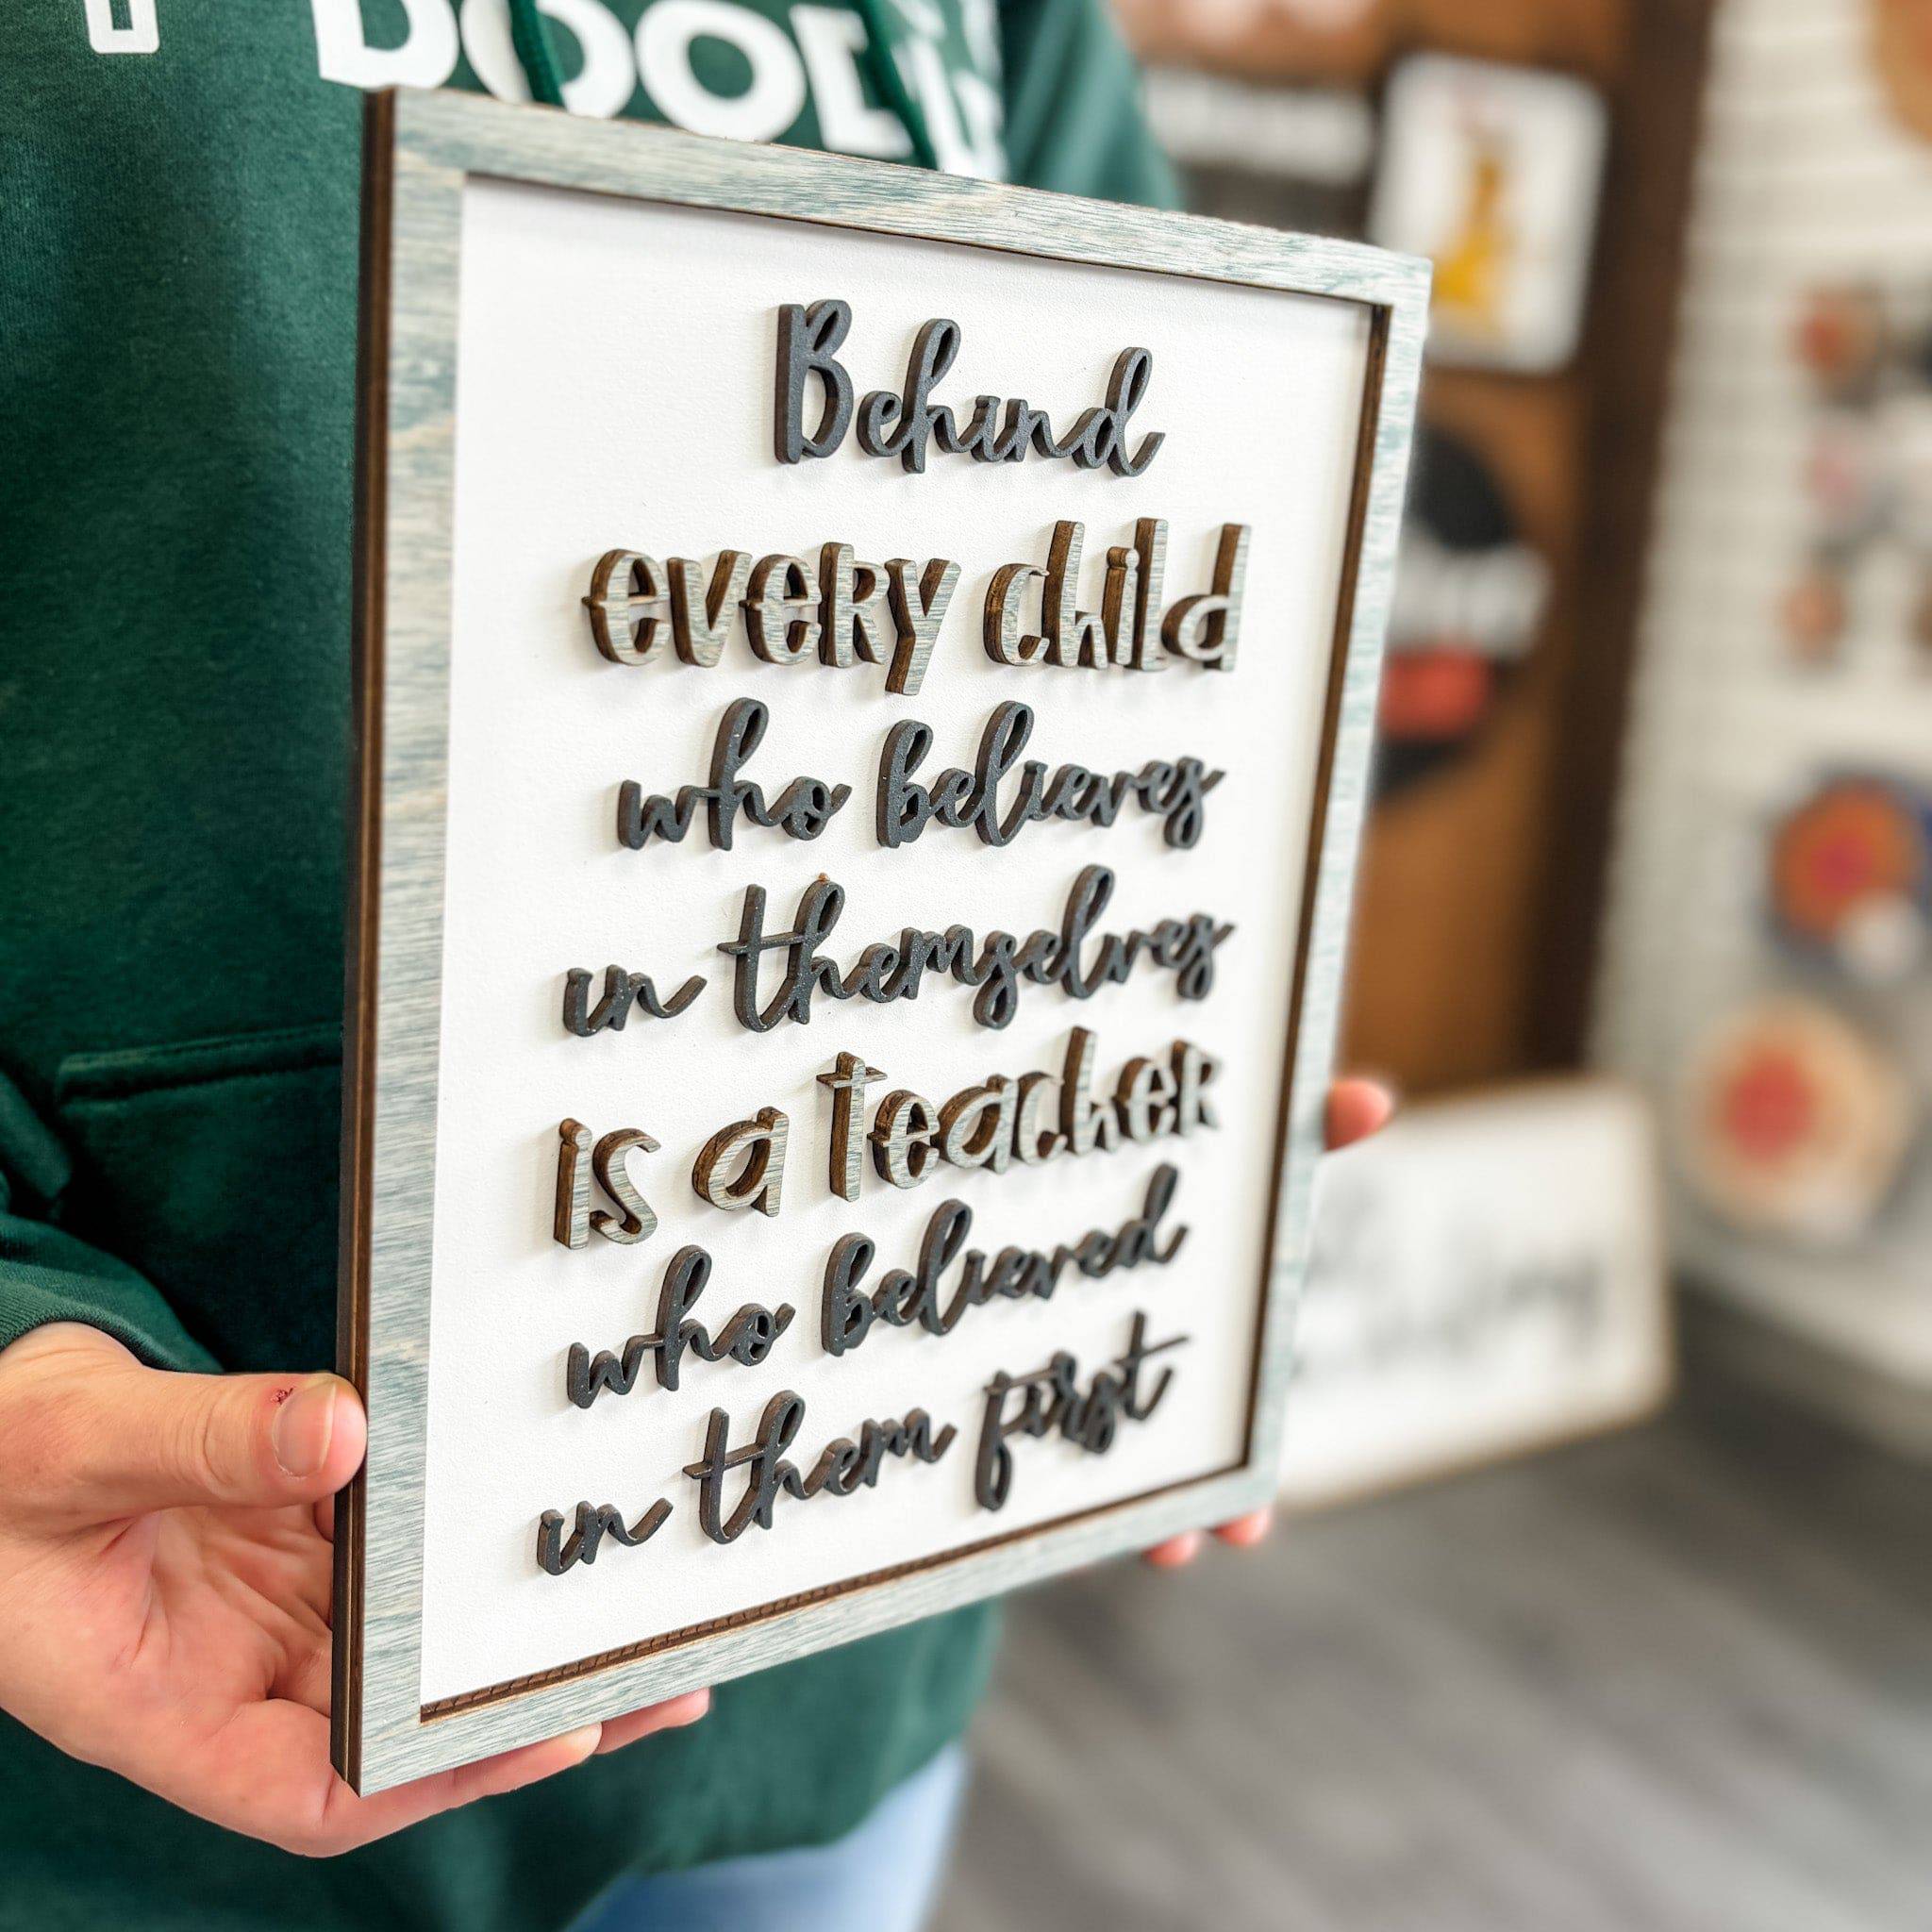 Behind
every child
who believes
in themselves
is a teacher
who believed
in them first